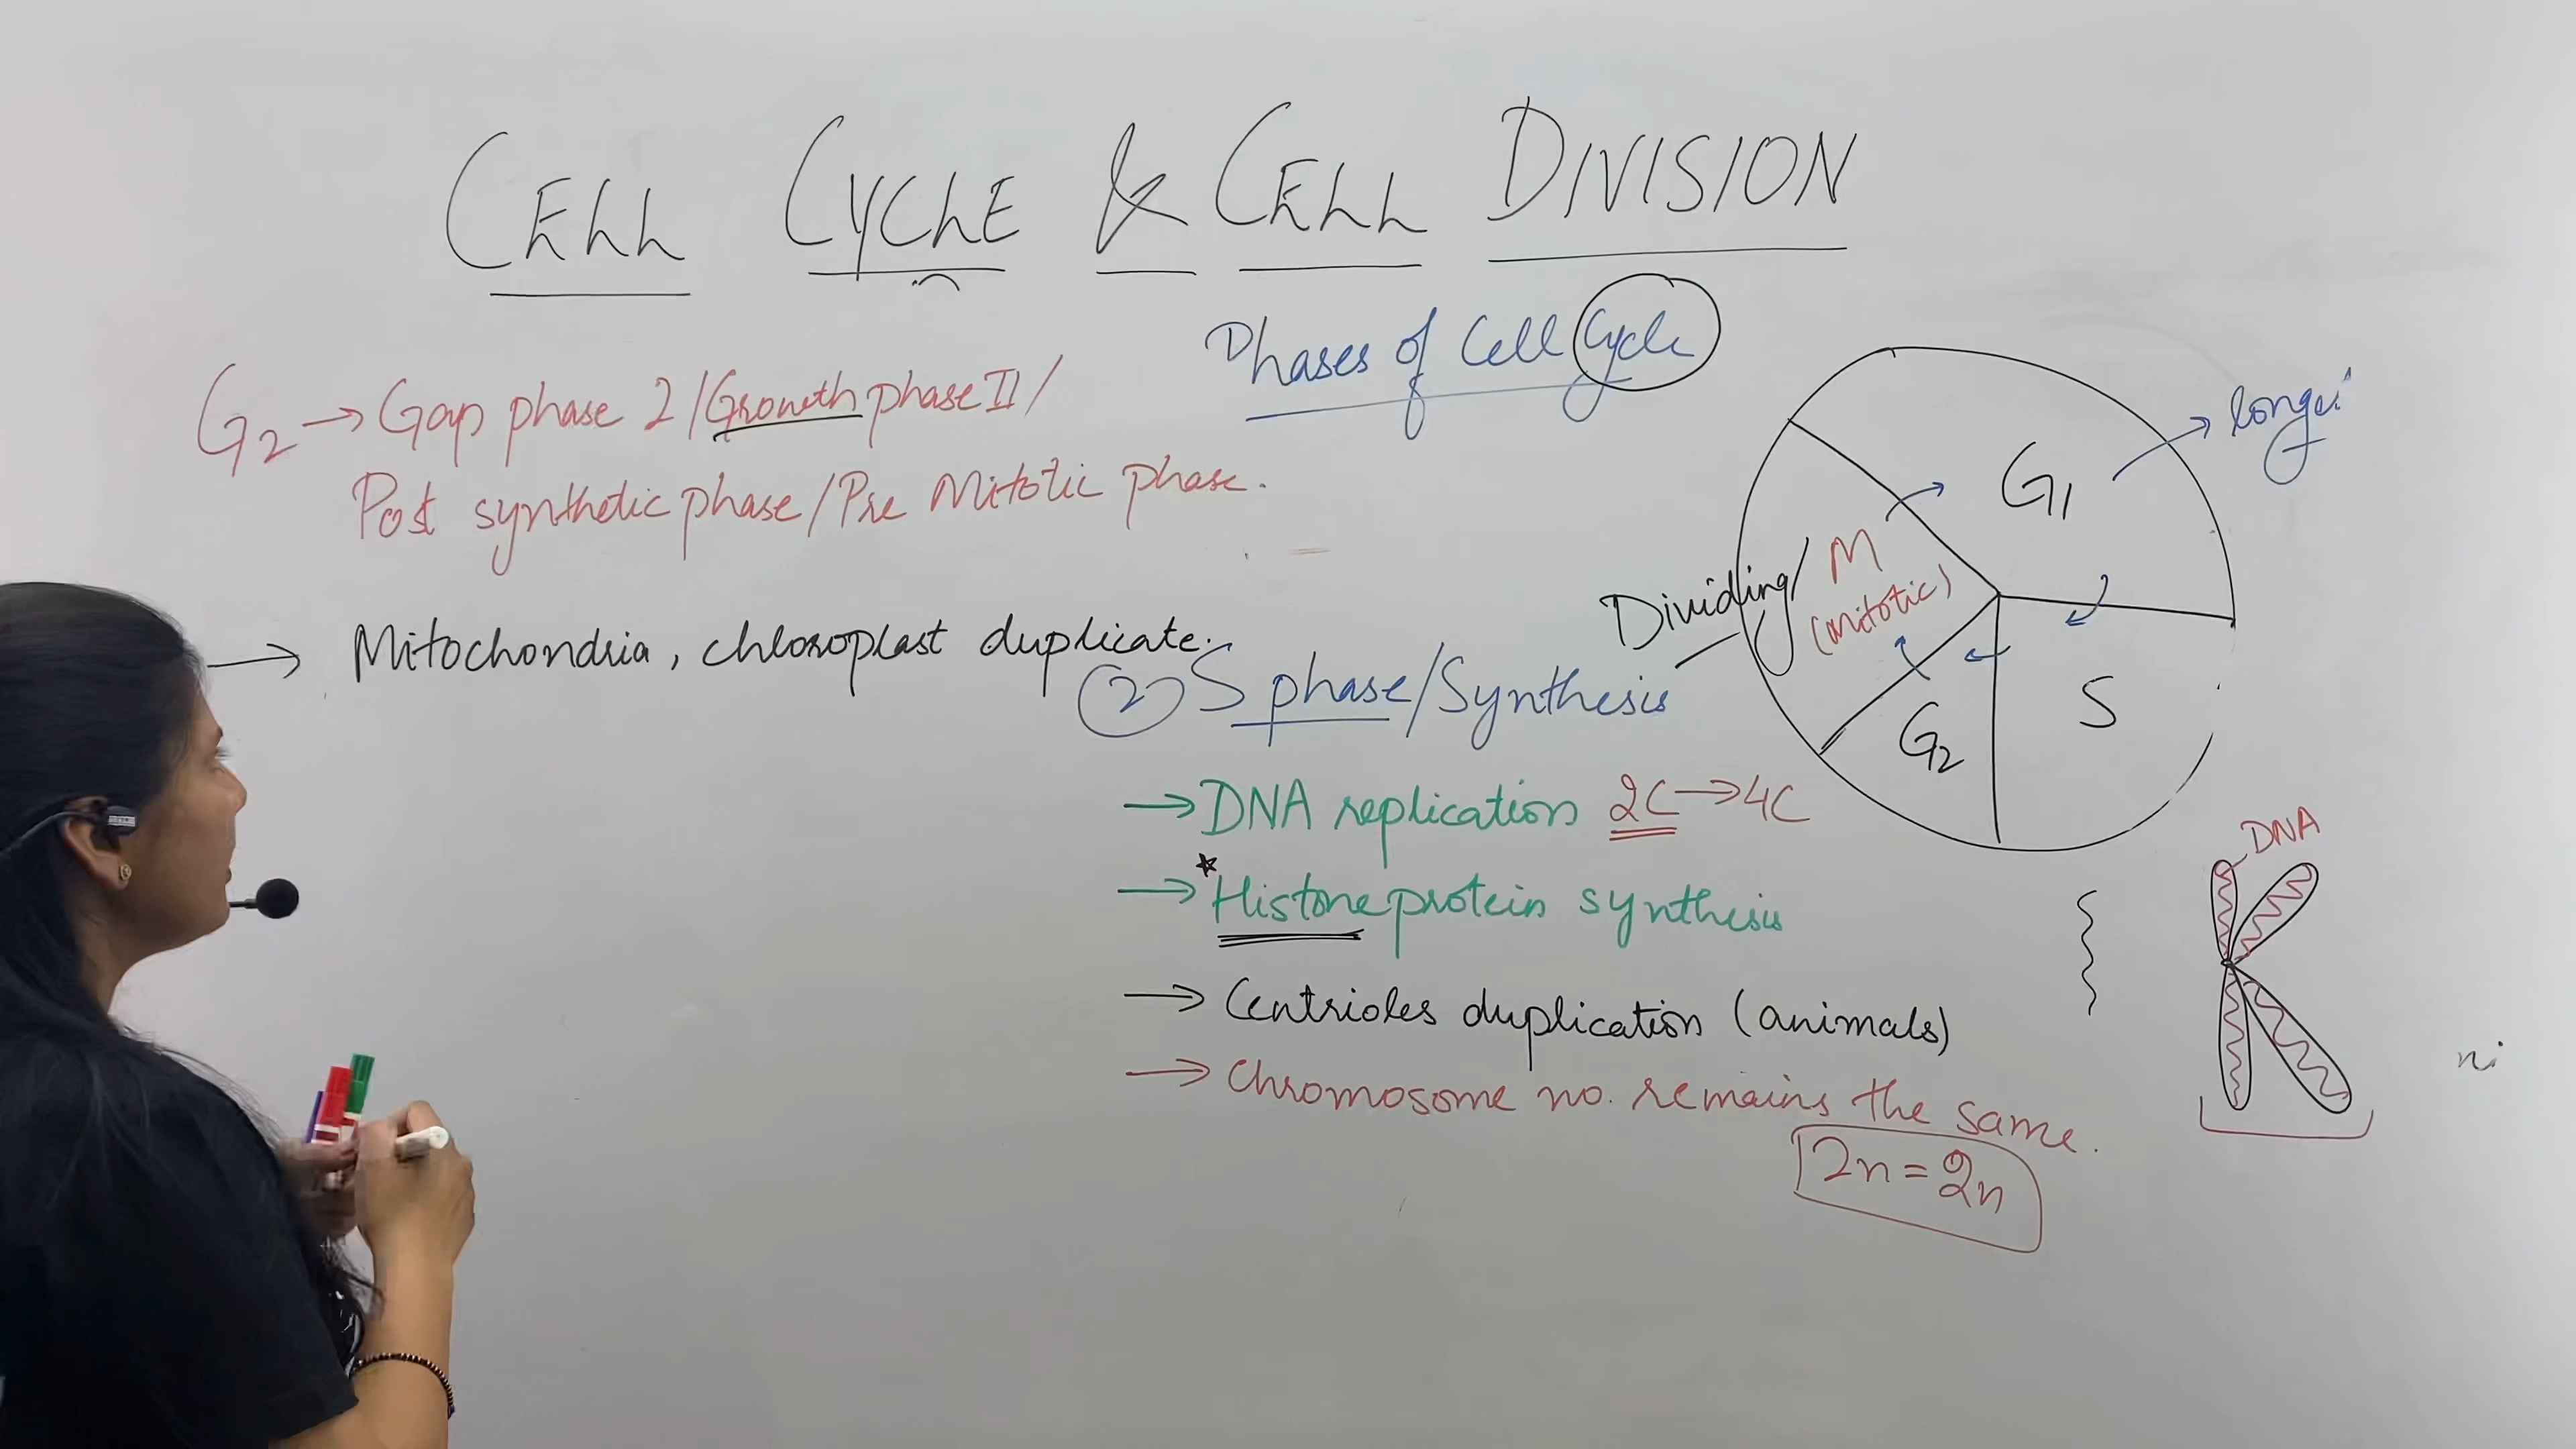 CELL CYCLE & CELL DIVISION
Phases of Cell Cycle
G2 → Gap phase 2/Growth phase II/
Post synthetic phase/Pre Mitotic phase.
→ Mitochondria, chloroplast duplicate.
② S phase/Synthesis
→ DNA replication 2C → 4C
→ *Histone protein synthesis
→ Centrioles duplication (animals)
→ Chromosome no. remains the same.
2n = 2n
G1
Dividing/
M
(mitotic)
S
G2
DNA